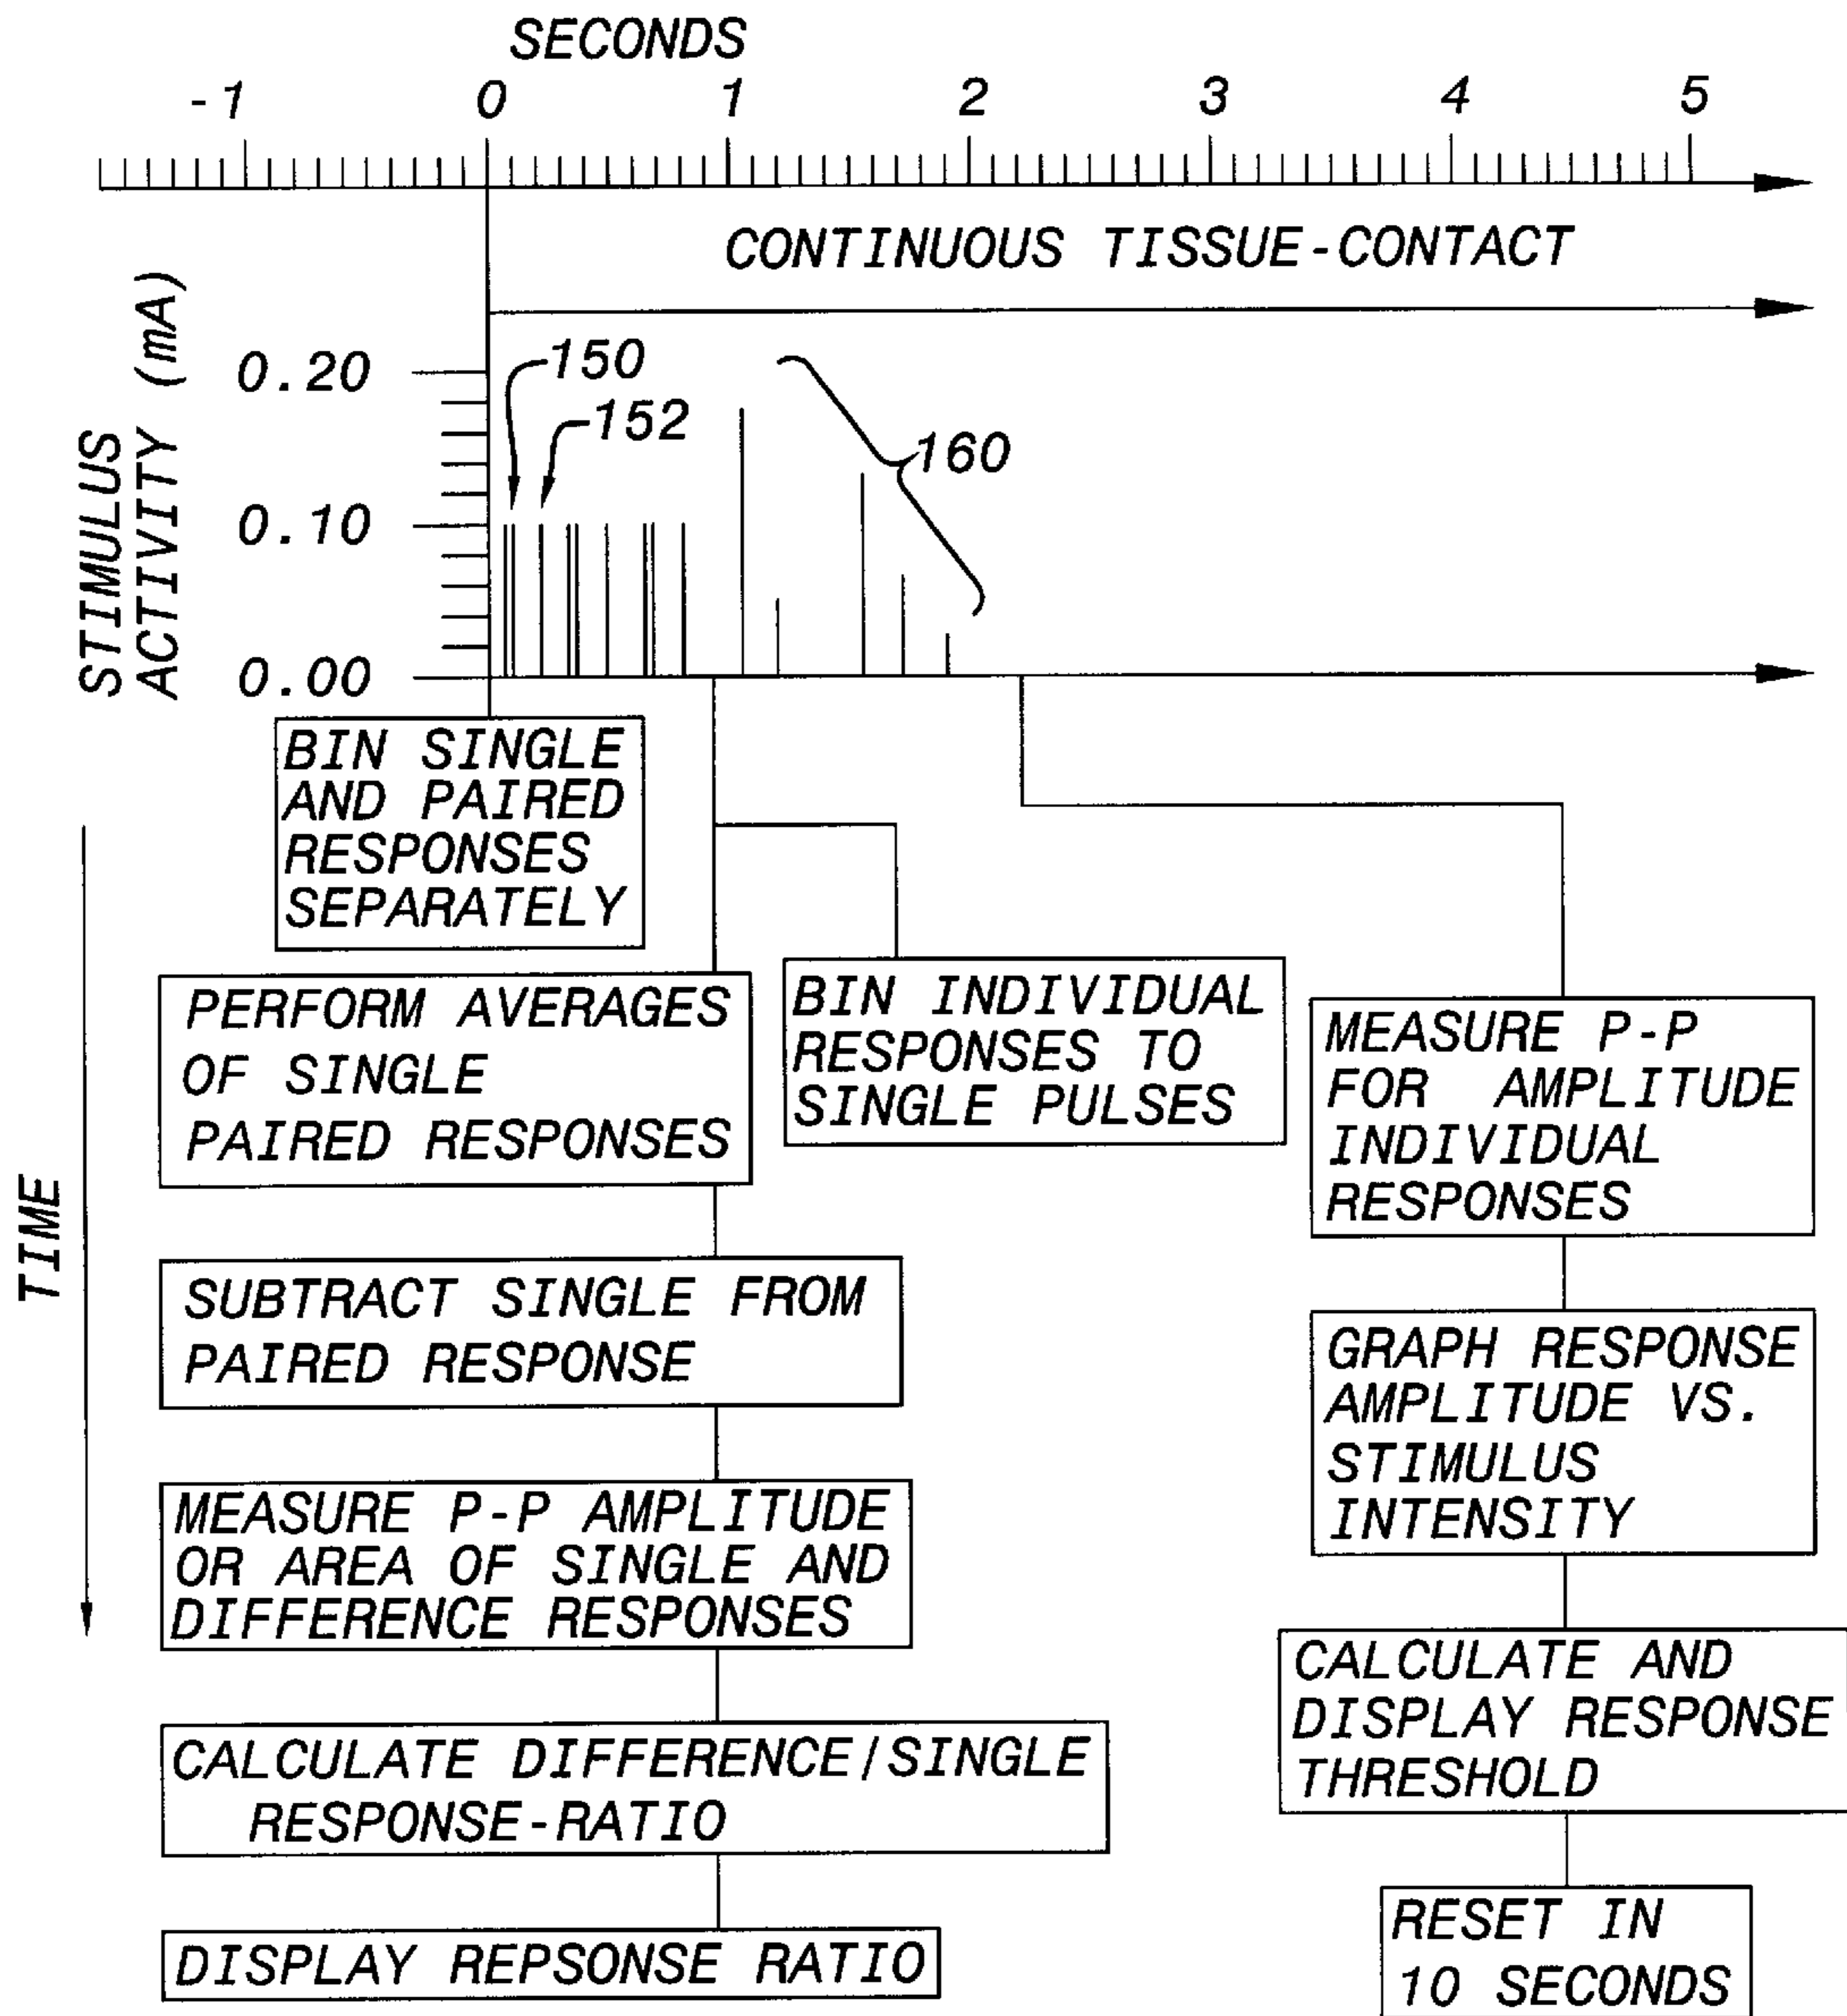 SECONDS
-1 0 1 2 3 4 5
CONTINUOUS TISSUE-CONTACT
STIMULUS
ACTIVITY (mA)
0.20
0.10
0.00
150
152
160
BIN SINGLE
AND PAIRED
RESPONSES
SEPARATELY
TIME
PERFORM AVERAGES
OF SINGLE
PAIRED RESPONSES
BIN INDIVIDUAL
RESPONSES TO
SINGLE PULSES
MEASURE P-P
FOR AMPLITUDE
INDIVIDUAL
RESPONSES
SUBTRACT SINGLE FROM
PAIRED RESPONSE
GRAPH RESPONSE
AMPLITUDE VS.
STIMULUS
INTENSITY
MEASURE P-P AMPLITUDE
OR AREA OF SINGLE AND
DIFFERENCE RESPONSES
CALCULATE AND
DISPLAY RESPONSE
THRESHOLD
CALCULATE DIFFERENCE/SINGLE
RESPONSE-RATIO
RESET IN
10 SECONDS
DISPLAY REPSONSE RATIO